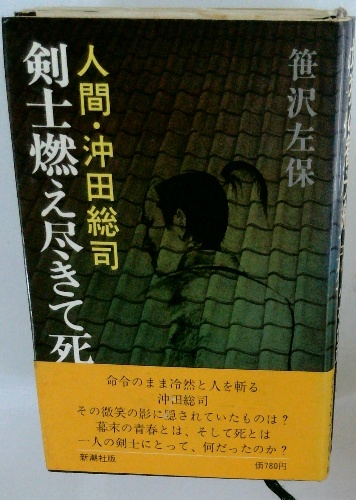 笹沢左保
人間・沖田総司
剣士燃え尽きて死
命令のまま冷然と人を斬る
沖田総司
その微笑の影に隠されていたものは？
幕末の青春とは、そして死とは
一人の剣士にとって、何だったのか？
新潮社版
価780円